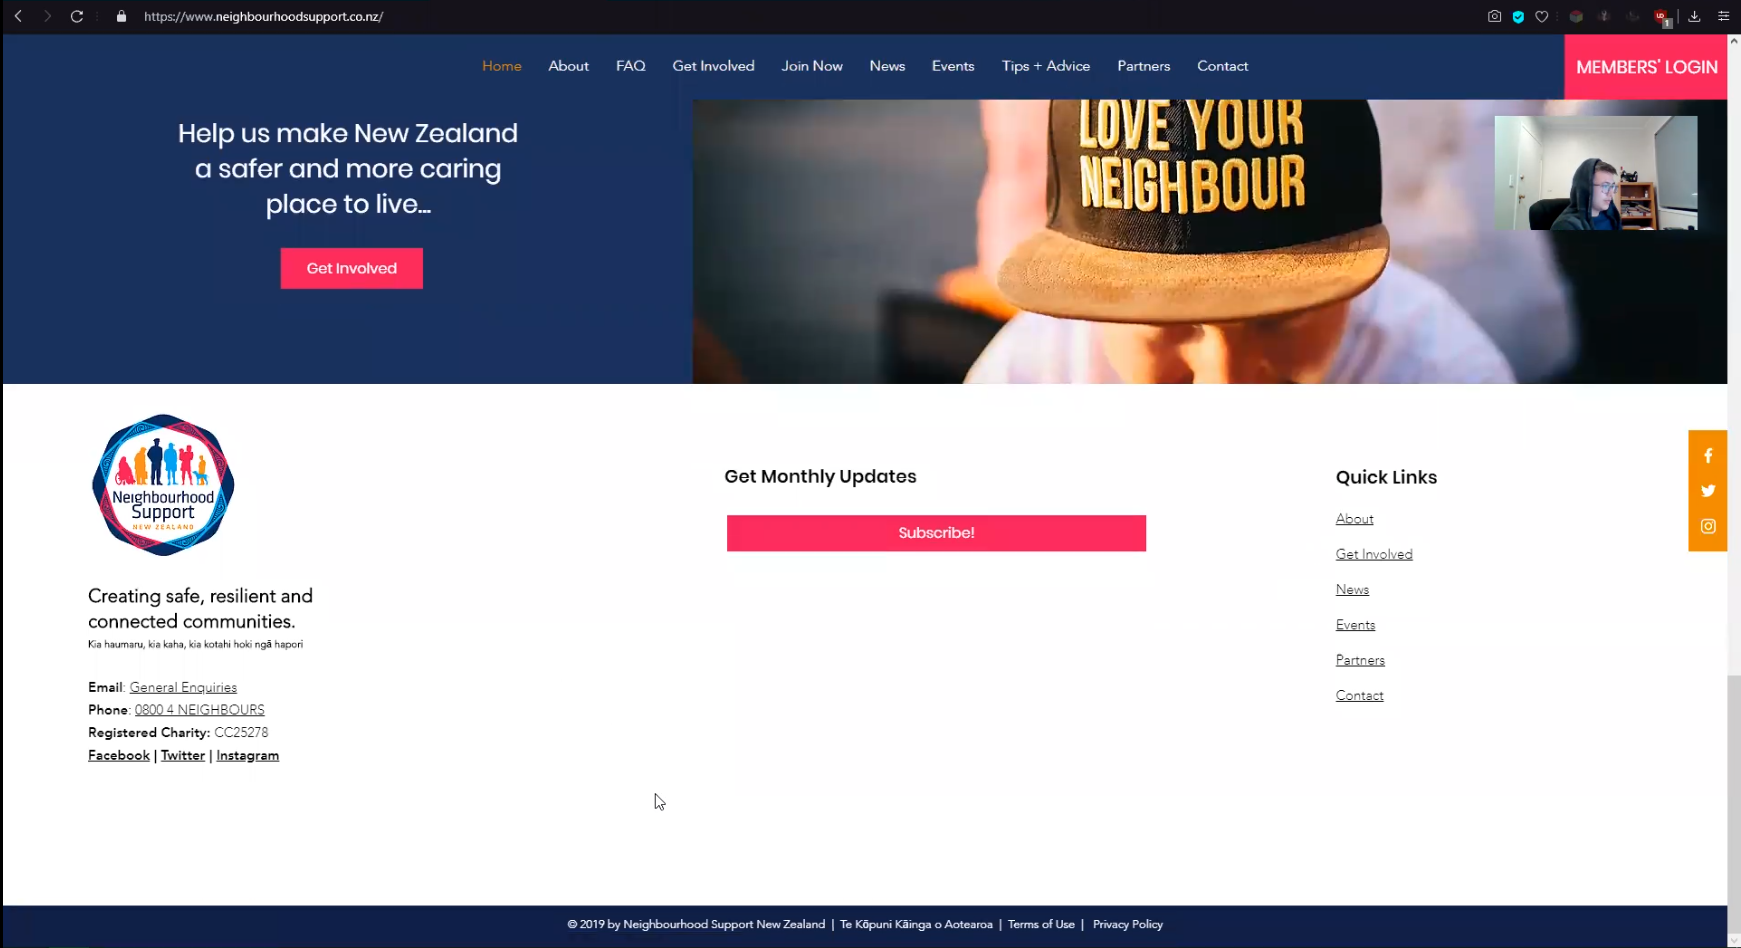 https://www.neighbourhoodsupport.co.nz/
1
Home About FAQ Get Involved Join Now News Events Tips + Advice Partners Contact
MEMBERS' LOGIN
Help us make New Zealand
a safer and more caring
place to live...
Get Involved
LOVE YOUR
NEIGHBOUR
Neighbourhood
Support
NEW ZEALAND
Creating safe, resilient and
connected communities.
Kia haumaru, kia kaha, kia kotahi hoki ngā hapori
Email: General Enquiries
Phone: 0800 4 NEIGHBOURS
Registered Charity: CC25278
Facebook | Twitter | Instagram
Get Monthly Updates
Subscribe!
Quick Links
About
Get Involved
News
Events
Partners
Contact
© 2019 by Neighbourhood Support New Zealand | Te Kōpuni Kāinga o Aotearoa | Terms of Use | Privacy Policy